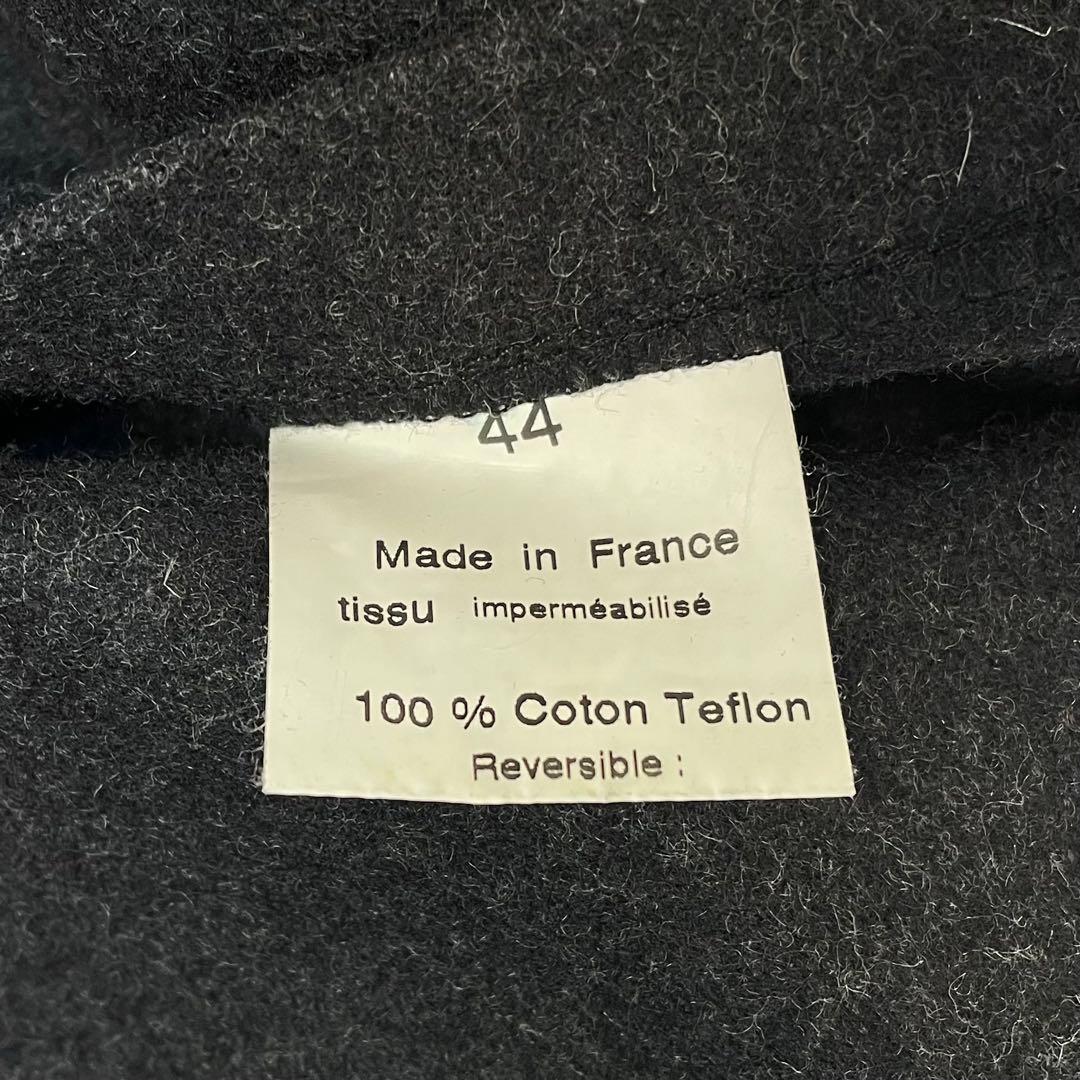 44
Made in France
tissu imperméabilisé
100 % Coton Teflon
Reversible :